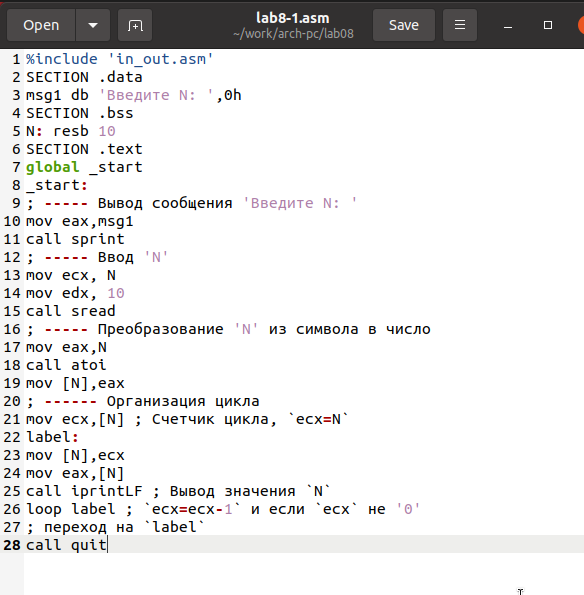 Open
lab8-1.asm
~/work/arch-pc/lab08
Save
1 %include 'in_out.asm'
2 SECTION .data
3 msg1 db 'Введите N: ',0h
4 SECTION .bss
5 N: resb 10
6 SECTION .text
7 global _start
8 _start:
9 ; ----- Вывод сообщения 'Введите N: '
10 mov eax,msg1
11 call sprint
12 ; ----- Ввод 'N'
13 mov ecx, N
14 mov edx, 10
15 call sread
16 ; ----- Преобразование 'N' из символа в число
17 mov eax,N
18 call atoi
19 mov [N],eax
20 ; ------ Организация цикла
21 mov ecx,[N] ; Счетчик цикла, `ecx=N`
22 label:
23 mov [N],ecx
24 mov eax,[N]
25 call iprintLF ; Вывод значения `N`
26 loop label ; `ecx=ecx-1` и если `ecx` не '0'
27 ; переход на `label`
28 call quit